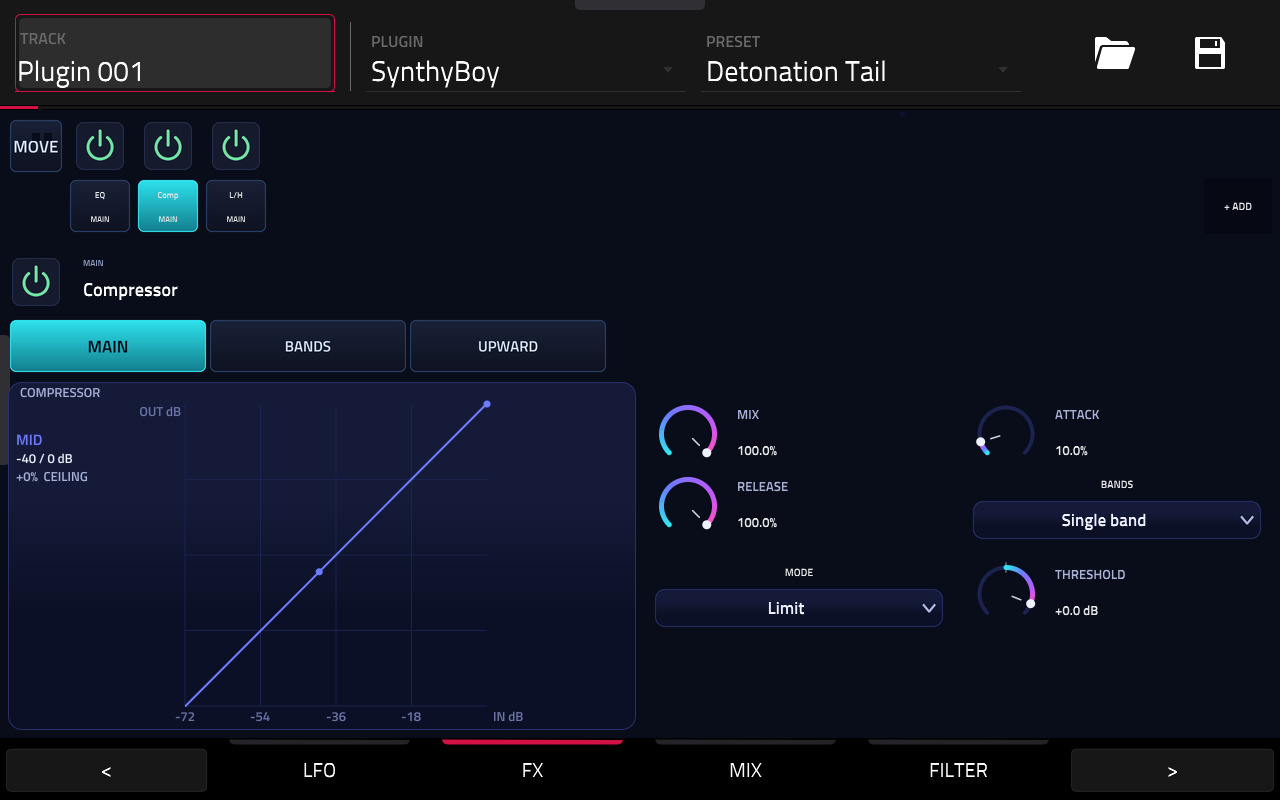 TRACK
Plugin 001
PLUGIN
SynthyBoy
PRESET
Detonation Tail
MOVE
EQ
MAIN
Comp
MAIN
L/H
MAIN
+ ADD
MAIN
Compressor
MAIN
BANDS
UPWARD
COMPRESSOR
OUT dB
MID
-40 / 0 dB
+0% CEILING
-72
-54
-36
-18
IN dB
MIX
100.0%
RELEASE
100.0%
MODE
Limit
ATTACK
10.0%
BANDS
Single band
THRESHOLD
+0.0 dB
<
LFO
FX
MIX
FILTER
>